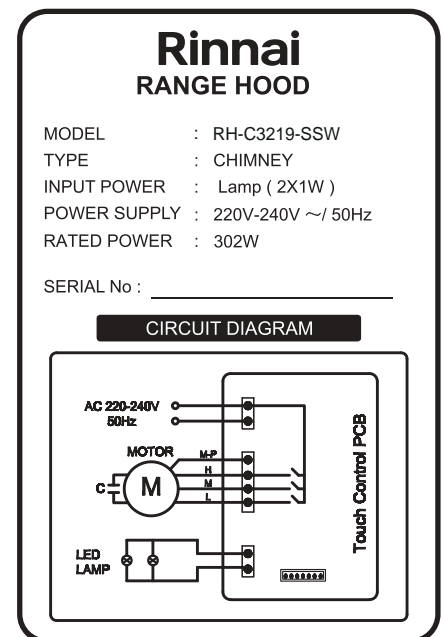 Rinnai
RANGE HOOD
MODEL : RH-C3219-SSW
TYPE : CHIMNEY
INPUT POWER : Lamp ( 2X1W )
POWER SUPPLY : 220V-240V ～/ 50Hz
RATED POWER : 302W
SERIAL No :
CIRCUIT DIAGRAM
AC 220-240V
50Hz
MOTOR
M-P
H
M
L
C
M
LED
LAMP
Touch Control PCB